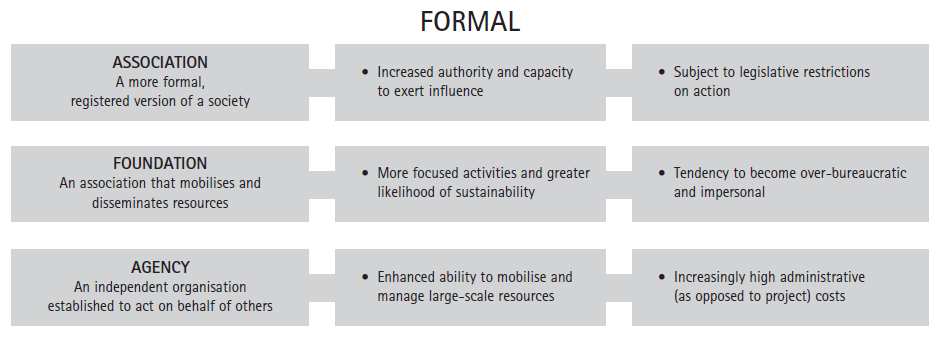 FORMAL
ASSOCIATION
A more formal,
registered version of a society
• Increased authority and capacity
to exert influence
• Subject to legislative restrictions
on action
FOUNDATION
An association that mobilises and
disseminates resources
• More focused activities and greater
likelihood of sustainability
• Tendency to become over-bureaucratic
and impersonal
AGENCY
An independent organisation
established to act on behalf of others
• Enhanced ability to mobilise and
manage large-scale resources
• Increasingly high administrative
(as opposed to project) costs